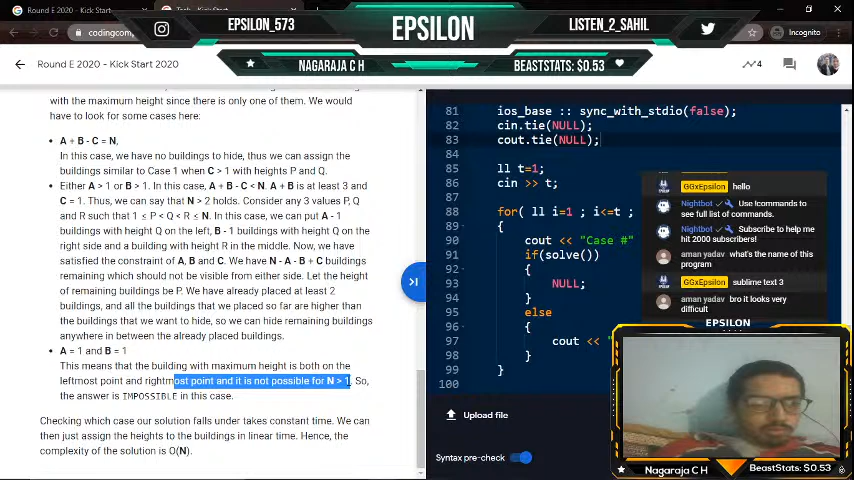 Round E 2020 - Kick Start
Tech - Kick Start
codingcom
Incognito
EPSILON_573
EPSILON
LISTEN_2_SAHIL
NAGARAJA C H
BEASTSTATS: $0.53
Round E 2020 - Kick Start 2020
4
with the maximum height since there is only one of them. We would
have to look for some cases here:
• A + B - C = N,
In this case, we have no buildings to hide, thus we can assign the
buildings similar to Case 1 when C > 1 with heights P and Q.
• Either A > 1 or B > 1. In this case, A + B - C < N. A + B is at least 3 and
C = 1. Thus, we can say that N > 2 holds. Consider any 3 values P, Q
and R such that 1 ≤ P < Q < R ≤ N. In this case, we can put A - 1
buildings with height Q on the left, B - 1 buildings with height Q on the
right side and a building with height R in the middle. Now, we have
satisfied the constraint of A, B and C. We have N - A - B + C buildings
remaining which should not be visible from either side. Let the height
of remaining buildings be P. We have already placed at least 2
buildings, and all the buildings that we placed so far are higher than
the buildings that we want to hide, so we can hide remaining buildings
anywhere in between the already placed buildings.
• A = 1 and B = 1
This means that the building with maximum height is both on the
leftmost point and rightmost point and it is not possible for N > 1. So,
the answer is IMPOSSIBLE in this case.
Checking which case our solution falls under takes constant time. We can
then just assign the heights to the buildings in linear time. Hence, the
complexity of the solution is O(N).
81 ios_base :: sync_with_stdio(false);
82 cin.tie(NULL);
83 cout.tie(NULL);
84
85 ll t=1;
86 cin >> t;
87
88 for( ll i=1 ; i<=t ;
89 {
90 cout << "Case #"
91 if(solve())
92 {
93 NULL;
94 }
95 else
96 {
97 cout << "
98 }
99 }
100
GGxEpsilon hello
Nightbot Use !commands to
see full list of commands.
Nightbot Subscribe to help me
hit 2000 subscribers!
aman yadav what's the name of this
program
GGxEpsilon sublime text 3
aman yadav bro it looks very
difficult
EPSILON
Upload file
Syntax pre-check
Nagaraja C H
BeastStats: $0.53